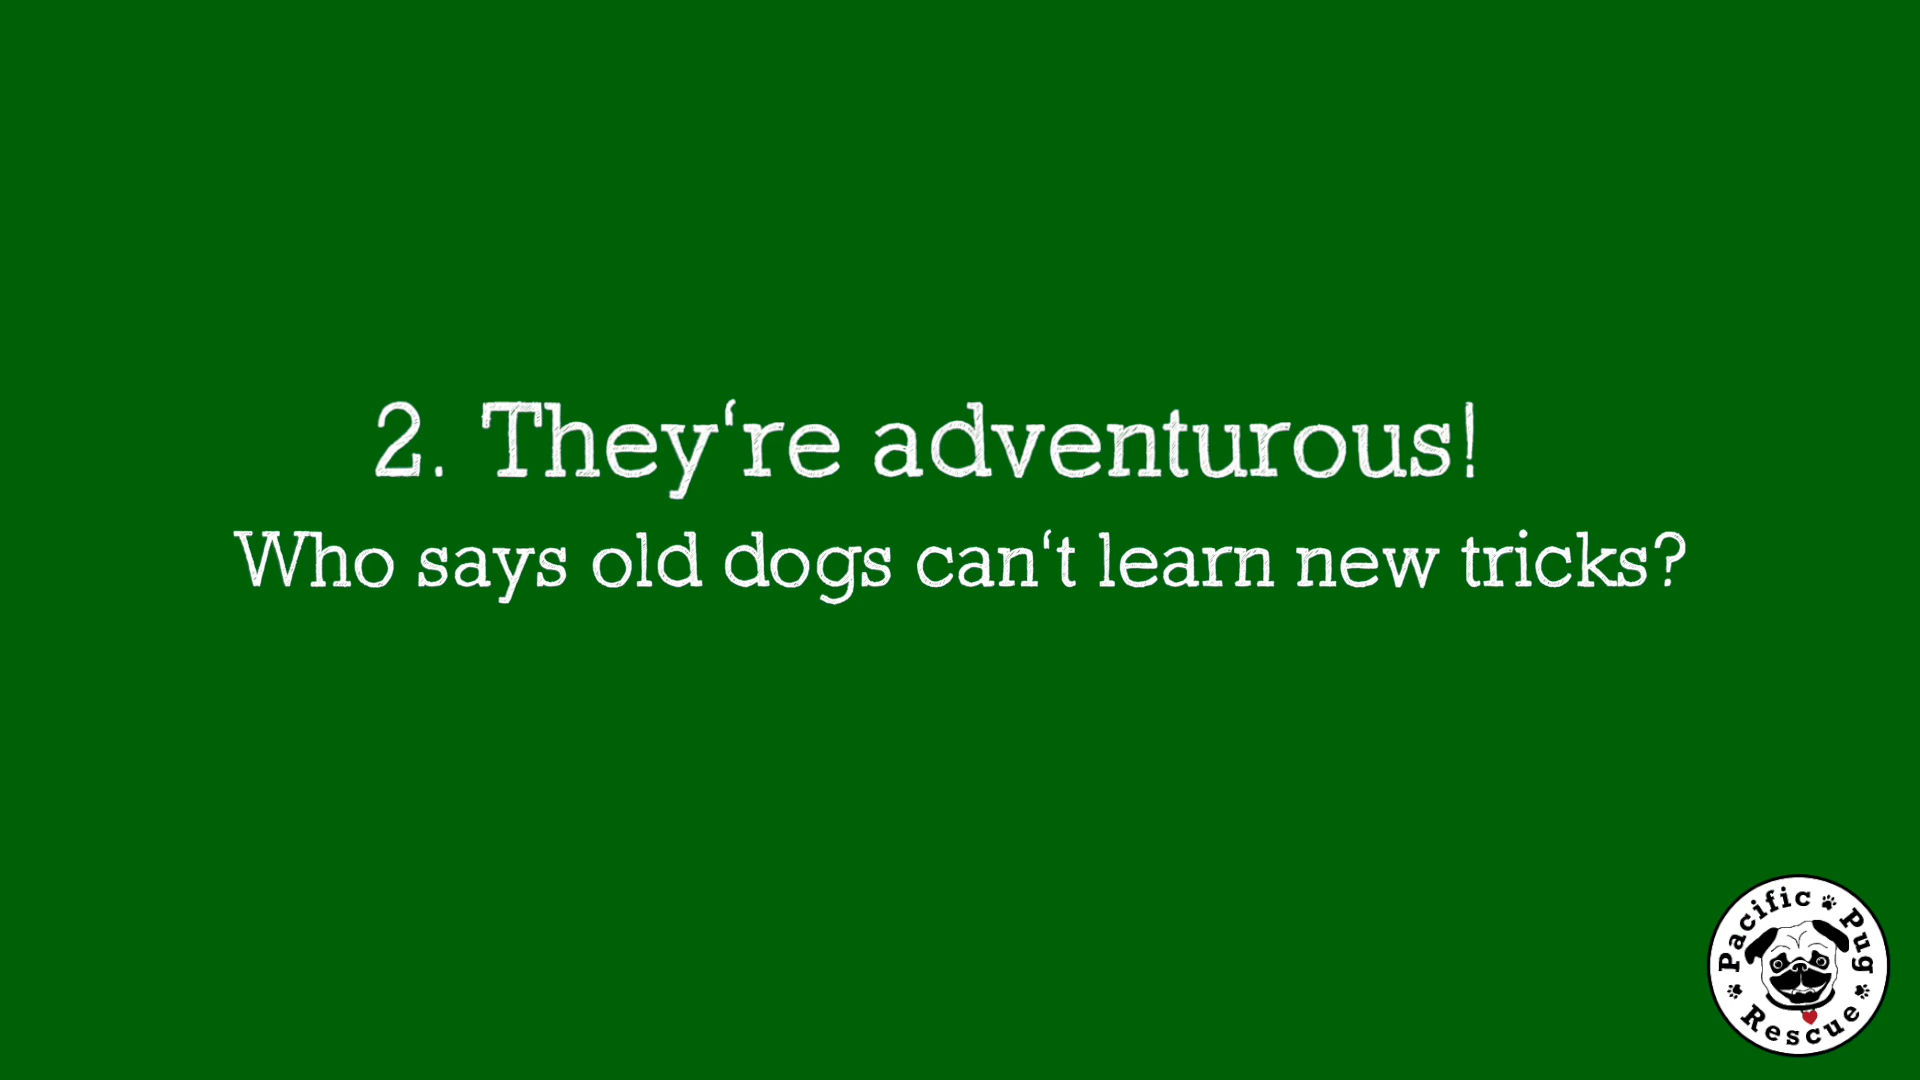 2. They‘re adventurous!
Who says old dogs can‘t learn new tricks?
Pacific Pug
Rescue